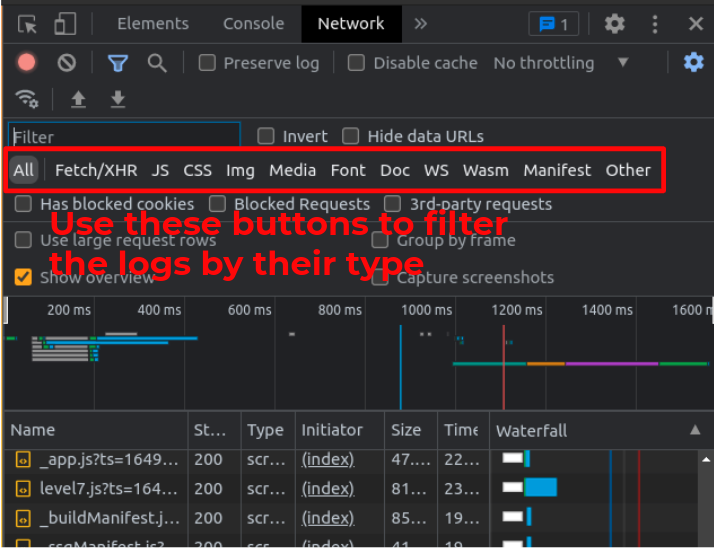 Elements Console Network » 1
Preserve log Disable cache No throttling
Filter Invert Hide data URLs
All Fetch/XHR JS CSS Img Media Font Doc WS Wasm Manifest Other
Has blocked cookies Blocked Requests 3rd-party requests
Use these buttons to filter
Use large request rows Group by frame
the logs by their type
Show overview Capture screenshots
200 ms 400 ms 600 ms 800 ms 1000 ms 1200 ms 1400 ms 1600 m
Name St... Type Initiator Size Time Waterfall
_app.js?ts=1649... 200 scr... (index) 47.... 22...
level7.js?ts=164... 200 scr... (index) 81... 23...
_buildManifest.j... 200 scr... (index) 85... 19...
_ssgManifest.js? 200 scr... (index) 41 19